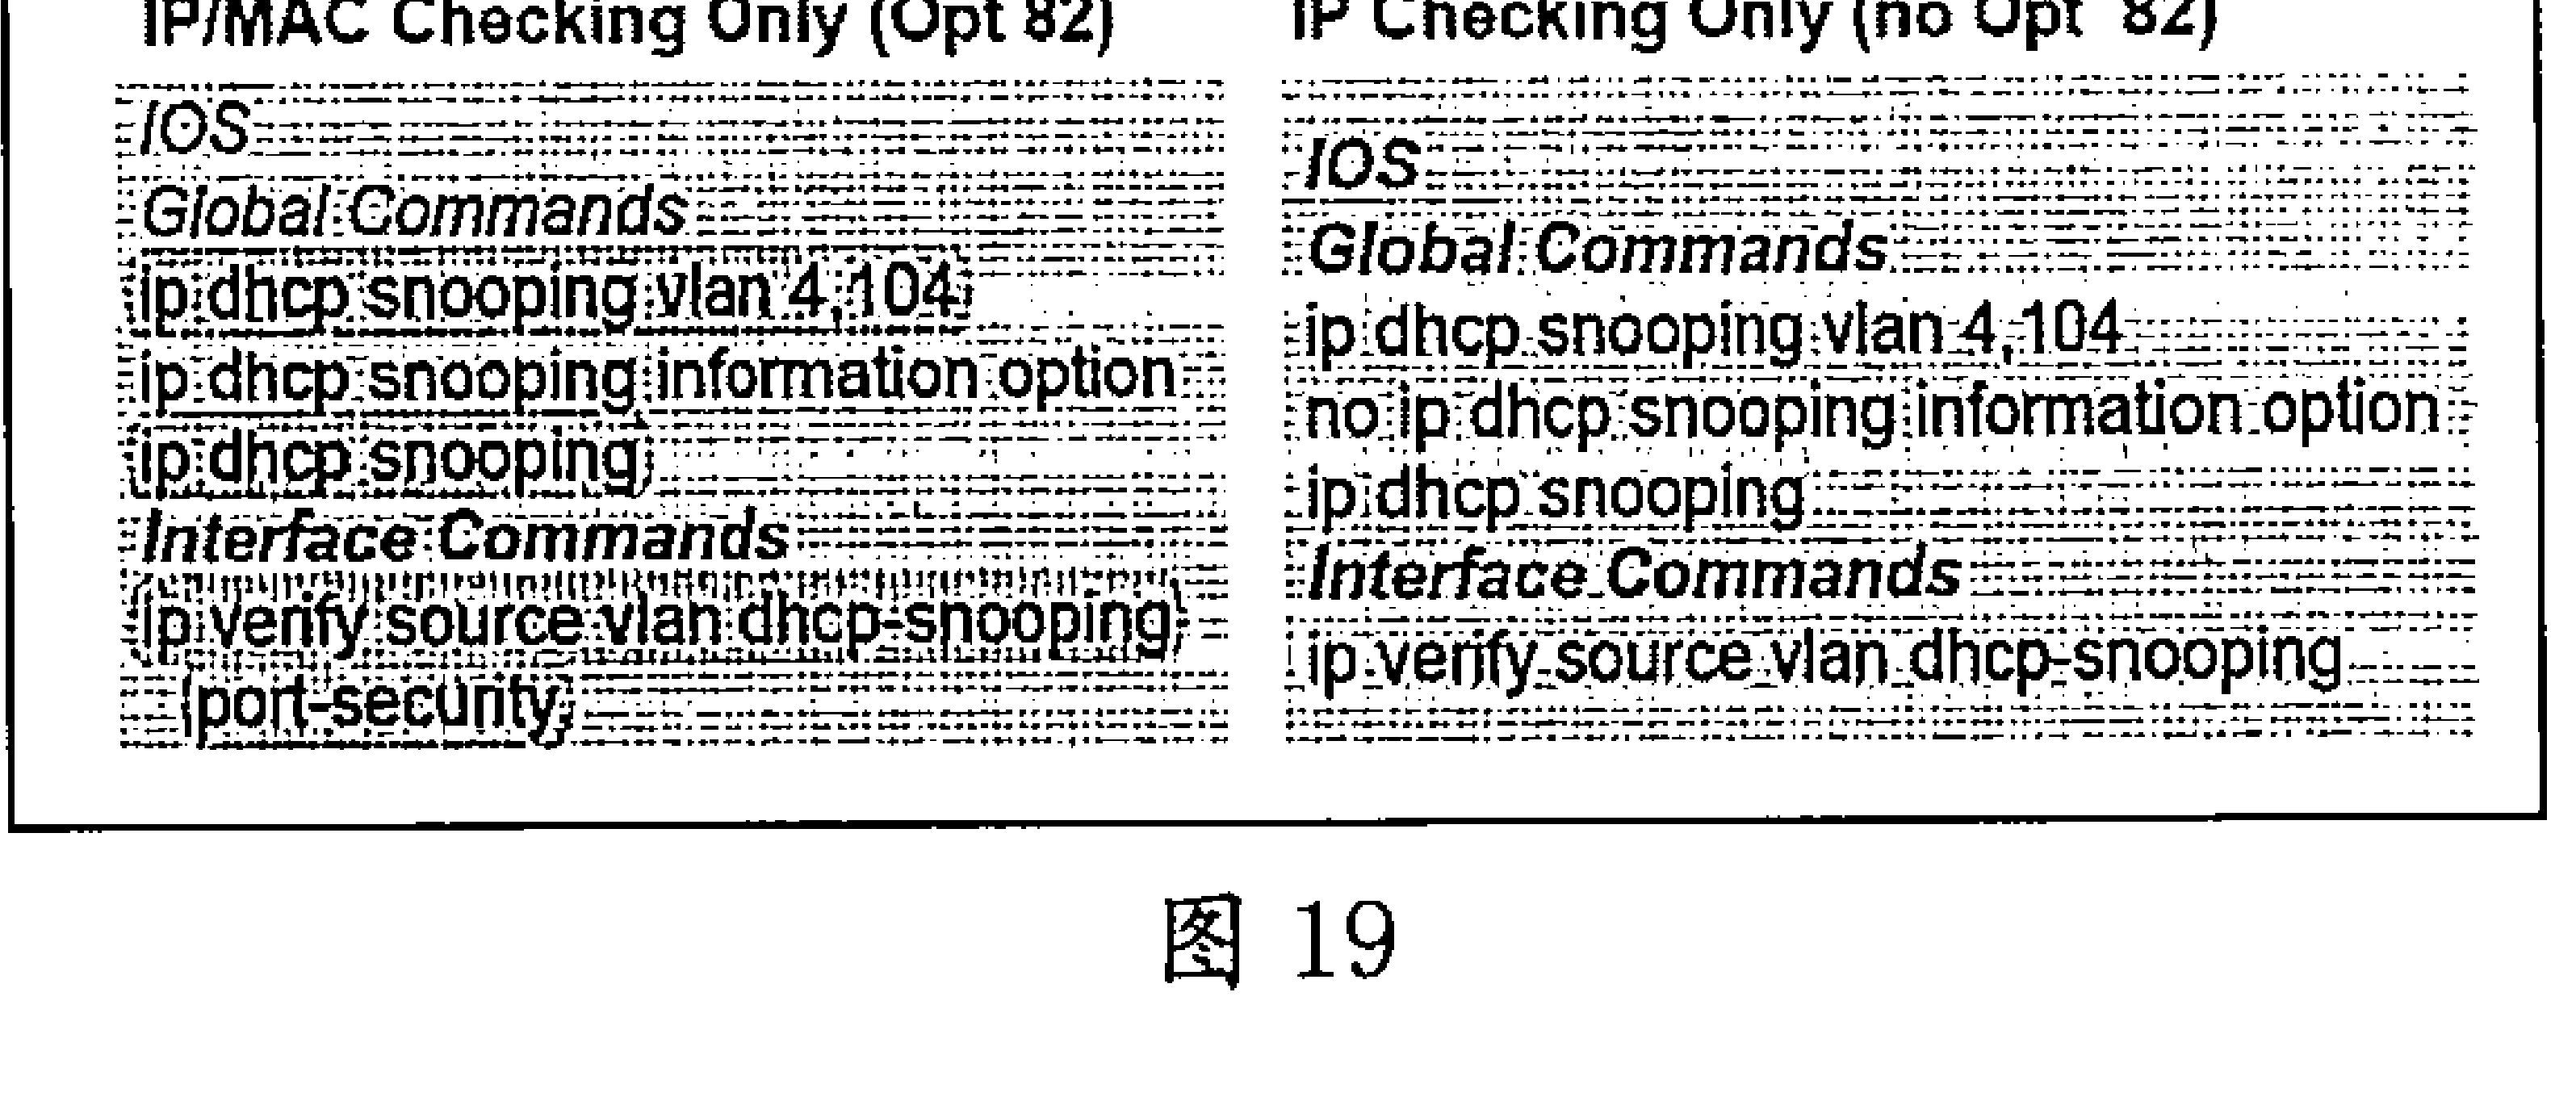 IP/MAC Checking Only (Opt 82)
IOS
Global Commands
ip dhcp snooping vlan 4,104
ip dhcp snooping information option
ip dhcp snooping
Interface Commands
ip verify source vlan dhcp-snooping
port-security
IP Checking Only (no Opt 82)
IOS
Global Commands
ip dhcp snooping vlan 4,104
no ip dhcp snooping information option
ip dhcp snooping
Interface Commands
ip verify source vlan dhcp-snooping
图 19